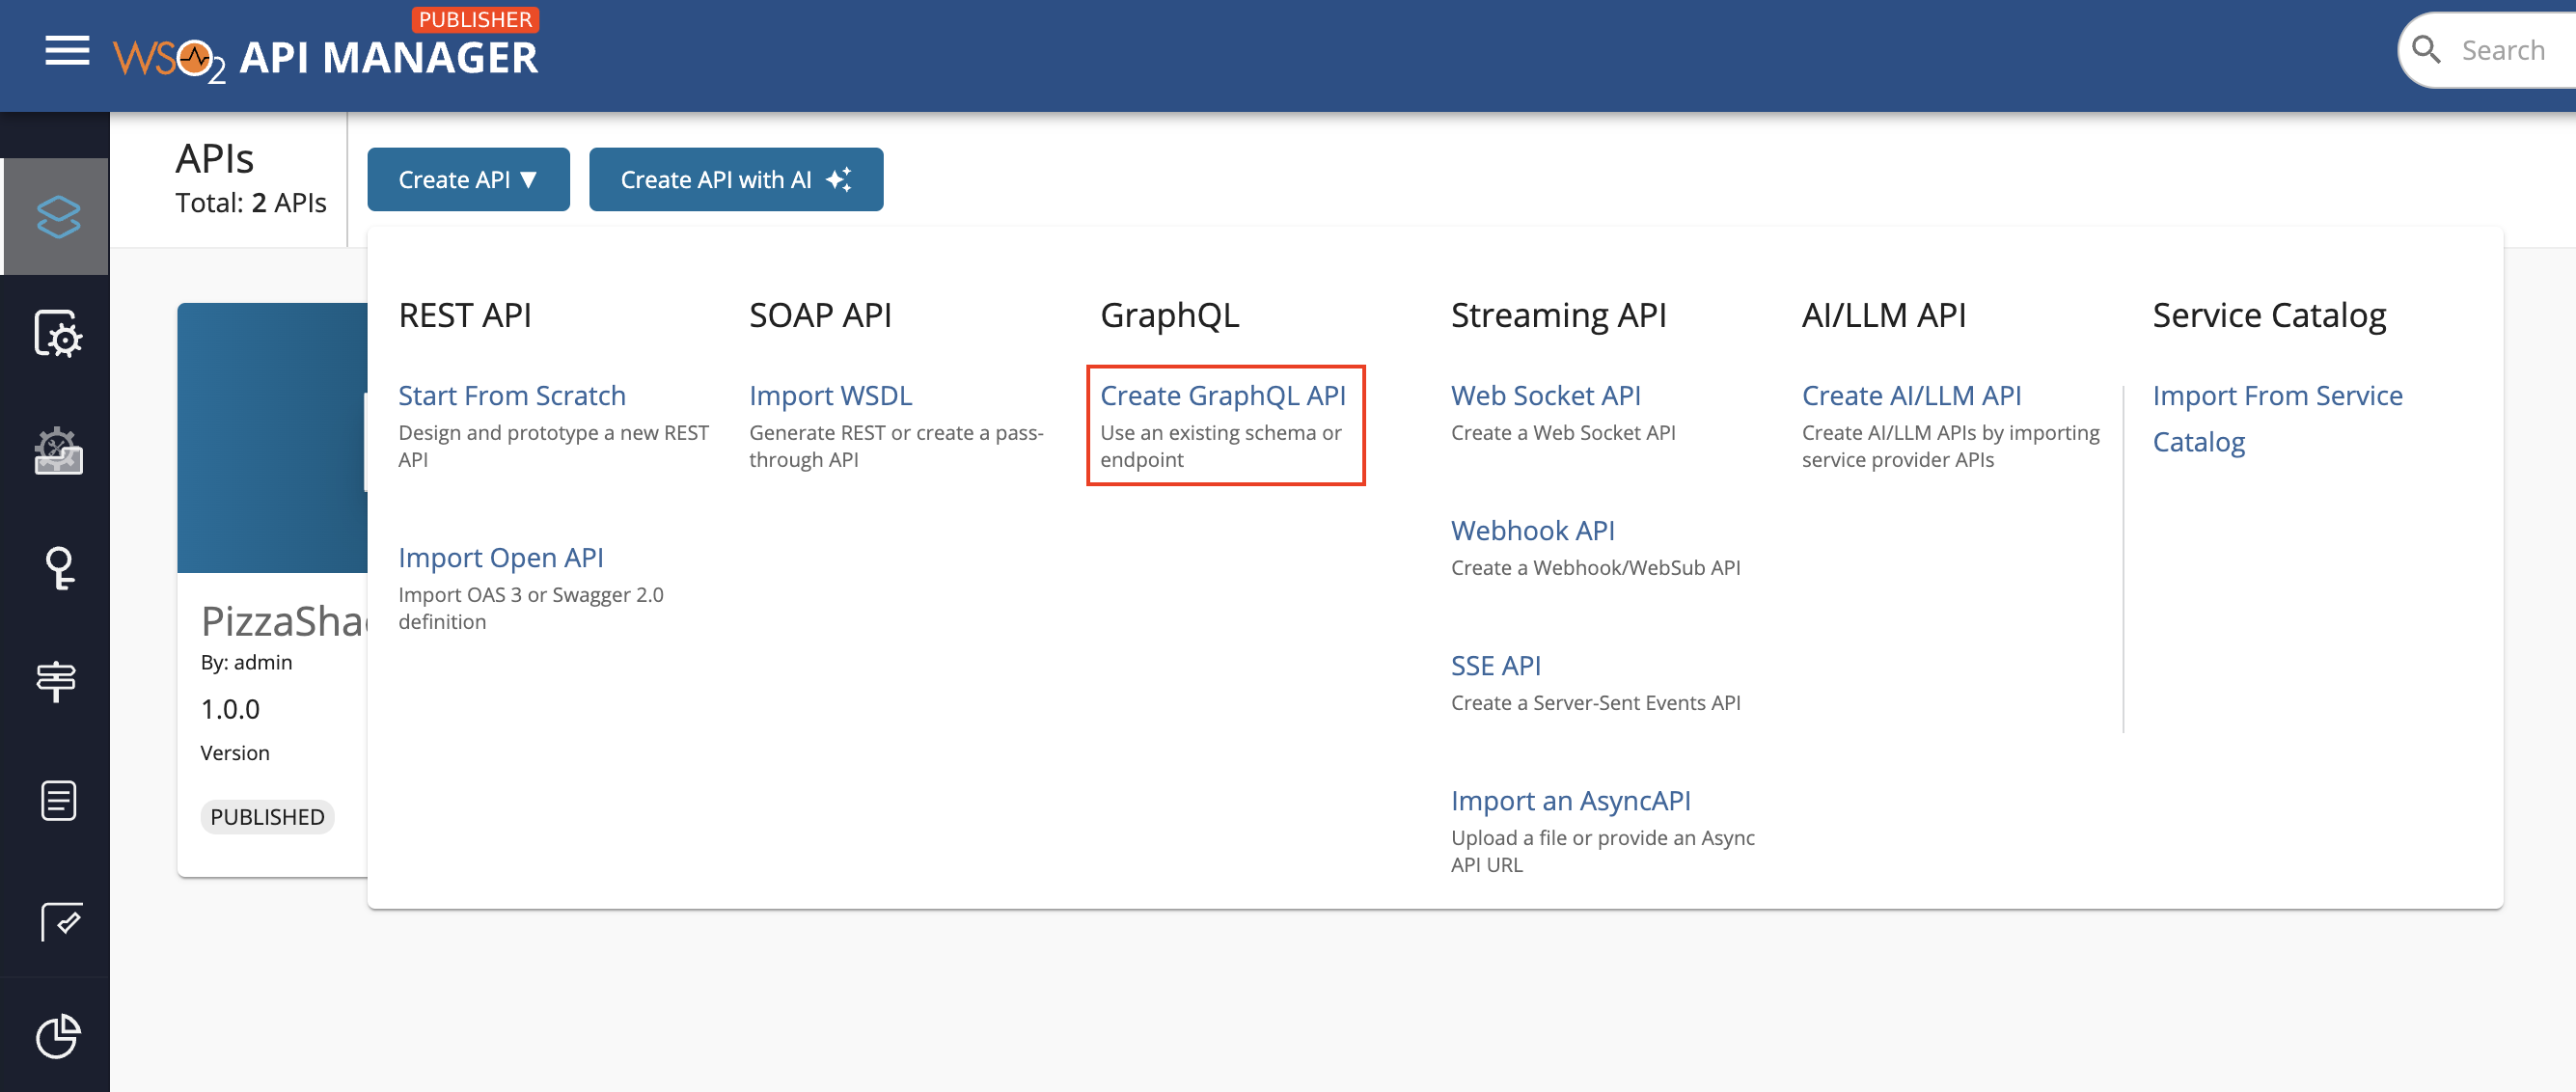 PUBLISHER
WSO2 API MANAGER
Search
APIs
Total: 2 APIs
Create API ▼
Create API with AI
REST API
Start From Scratch
Design and prototype a new REST
API
Import Open API
Import OAS 3 or Swagger 2.0
definition
SOAP API
Import WSDL
Generate REST or create a pass-
through API
GraphQL
Create GraphQL API
Use an existing schema or
endpoint
Streaming API
Web Socket API
Create a Web Socket API
Webhook API
Create a Webhook/WebSub API
SSE API
Create a Server-Sent Events API
Import an AsyncAPI
Upload a file or provide an Async
API URL
AI/LLM API
Create AI/LLM API
Create AI/LLM APIs by importing
service provider APIs
Service Catalog
Import From Service
Catalog
PizzaSha
By: admin
1.0.0
Version
PUBLISHED